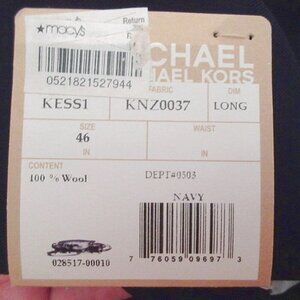 Return
★macy's
0521821527944
CHAEL
MICHAEL KORS
FABRIC
DIM
KESS1
KNZ0037
LONG
SIZE
WAIST
46
IN
IN
CONTENT
100 % Wool
DEPT#0503
NAVY
028517-00010
7 76059 09697 3